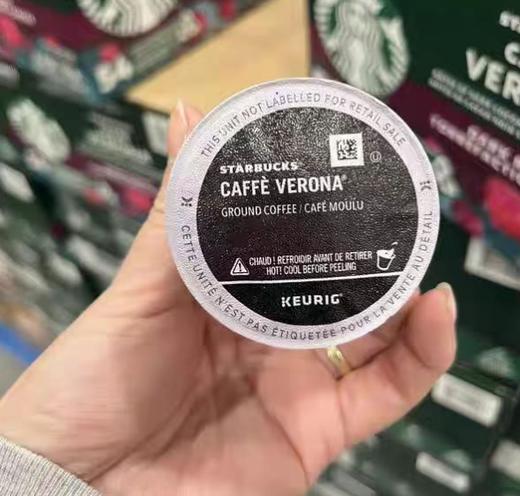 THIS UNIT NOT LABELLED FOR RETAIL SALE
STARBUCKS
CAFFÈ VERONA®
GROUND COFFEE / CAFÉ MOULU
CHAUD ! REFROIDIR AVANT DE RETIRER
HOT! COOL BEFORE PEELING
KEURIG®
CETTE UNITÉ N'EST PAS ÉTIQUETÉE POUR LA VENTE AU DÉTAIL